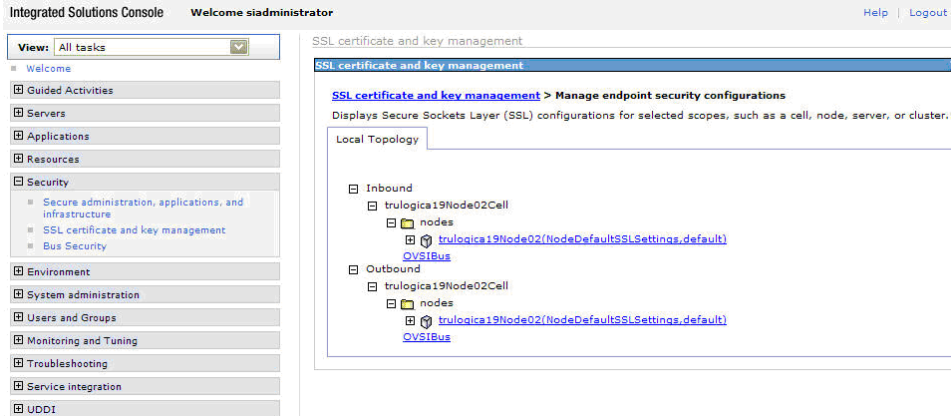 Integrated Solutions Console Welcome siadministrator Help | Logout
View: All tasks
Welcome
Guided Activities
Servers
Applications
Resources
Security
Secure administration, applications, and
infrastructure
SSL certificate and key management
Bus Security
Environment
System administration
Users and Groups
Monitoring and Tuning
Troubleshooting
Service integration
UDDI
SSL certificate and key management
SSL certificate and key management
SSL certificate and key management > Manage endpoint security configurations
Displays Secure Sockets Layer (SSL) configurations for selected scopes, such as a cell, node, server, or cluster.
Local Topology
Inbound
trulogica19Node02Cell
nodes
trulogica19Node02(NodeDefaultSSLSettings,default)
OVSIBus
Outbound
trulogica19Node02Cell
nodes
trulogica19Node02(NodeDefaultSSLSettings,default)
OVSIBus